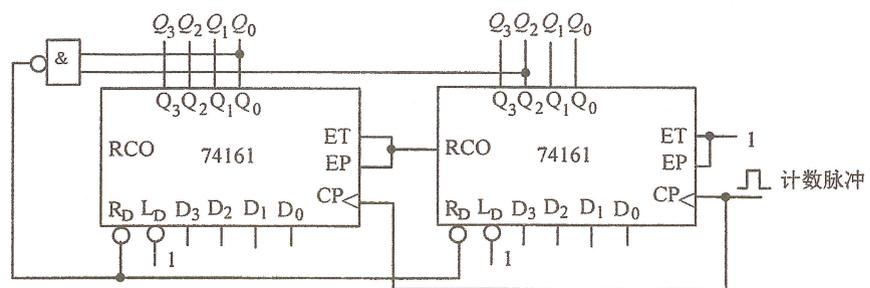 Q3 Q2 Q1 Q0
Q3 Q2 Q1 Q0
&
Q3 Q2 Q1 Q0
Q3 Q2 Q1 Q0
RCO
74161
ET
EP
CP
RD LD D3 D2 D1 D0
1
RCO
74161
ET
EP
CP
RD LD D3 D2 D1 D0
1
1
计数脉冲